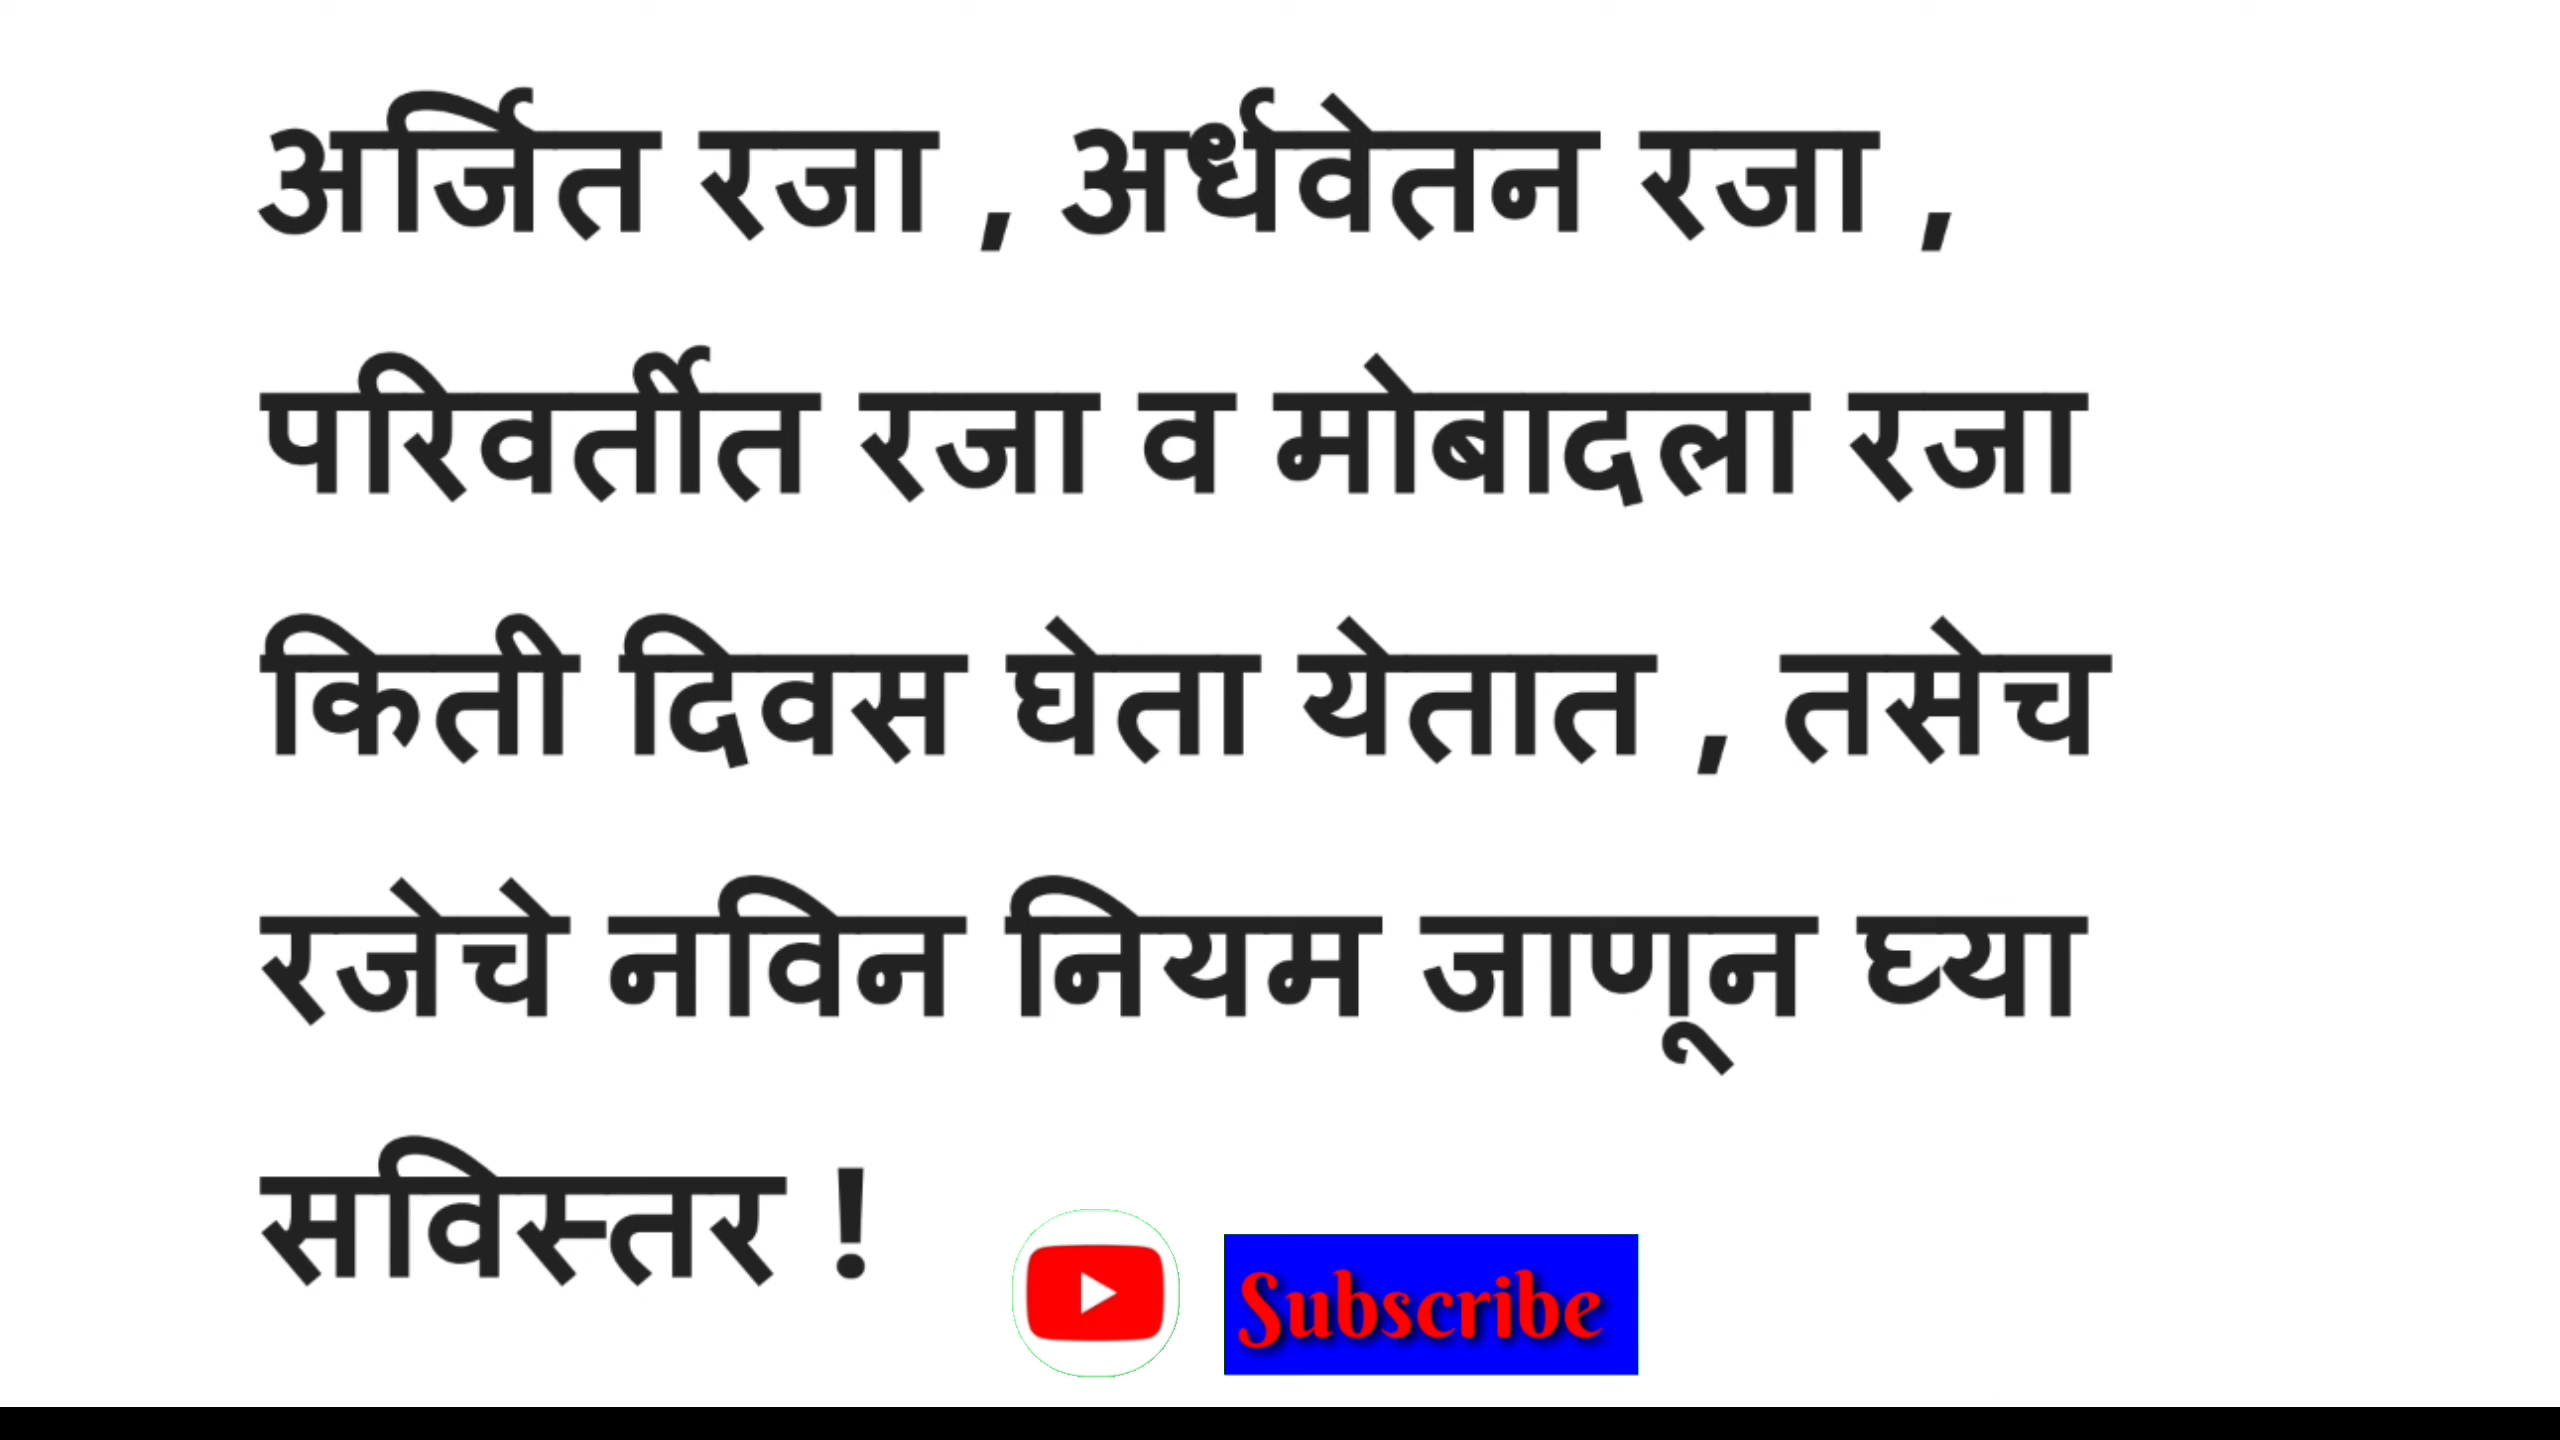 अर्जित रजा , अर्धवेतन रजा ,
परिवर्तीत रजा व मोबादला रजा
किती दिवस घेता येतात , तसेच
रजेचे नविन नियम जाणून घ्या
सविस्तर !
Subscribe